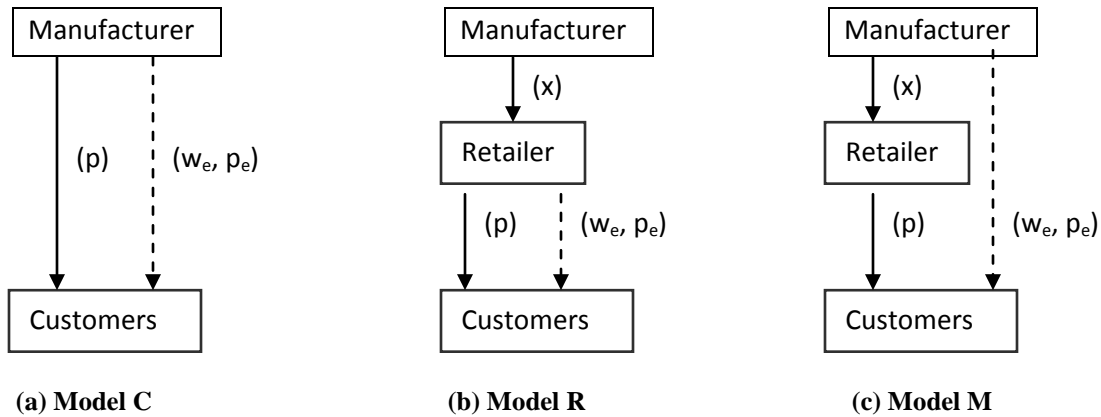 Manufacturer
(p)
(wₑ, pₑ)
Customers
(a) Model C
Manufacturer
(x)
Retailer
(p)
(wₑ, pₑ)
Customers
(b) Model R
Manufacturer
(x)
Retailer
(p)
(wₑ, pₑ)
Customers
(c) Model M